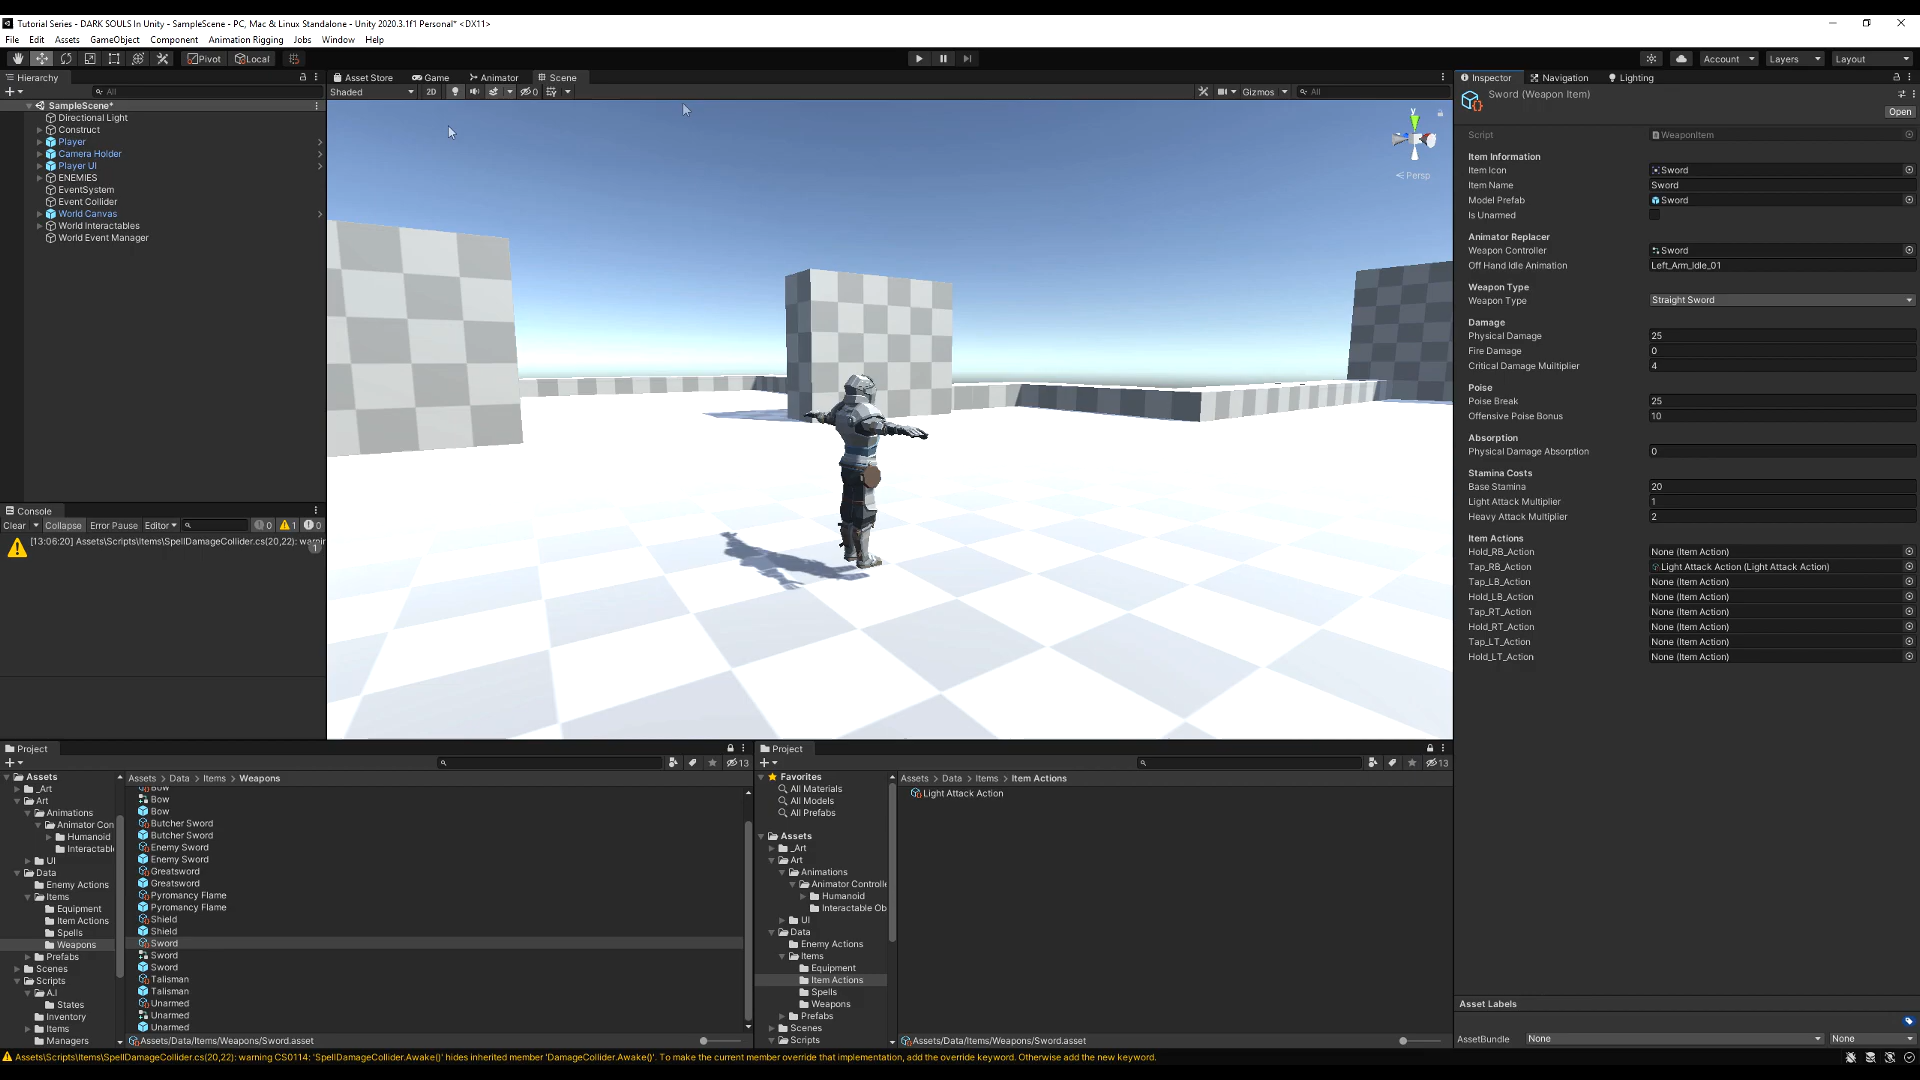 Tutorial Series - DARK SOULS In Unity - SampleScene - PC, Mac & Linux Standalone - Unity 2020.3.1f1 Personal* <DX11>
File Edit Assets GameObject Component Animation Rigging Jobs Window Help
Pivot Local Account Layers Layout
Hierarchy
All
SampleScene*
Directional Light
Construct
Player
Camera Holder
Player UI
ENEMIES
EventSystem
Event Collider
World Canvas
World Interactables
World Event Manager
Console
Clear Collapse Error Pause Editor 0 1 0
[13:06:20] Assets\Scripts\Items\SpellDamageCollider.cs(20,22): warnin
1
Asset Store Game Animator Scene
Shaded 2D 0 Gizmos All
y
Persp
Inspector Navigation Lighting
Sword (Weapon Item)
Open
Script WeaponItem
Item Information
Item Icon Sword
Item Name Sword
Model Prefab Sword
Is Unarmed
Animator Replacer
Weapon Controller Sword
Off Hand Idle Animation Left_Arm_Idle_01
Weapon Type
Weapon Type Straight Sword
Damage
Physical Damage 25
Fire Damage 0
Critical Damage Muiltiplier 4
Poise
Poise Break 25
Offensive Poise Bonus 10
Absorption
Physical Damage Absorption 0
Stamina Costs
Base Stamina 20
Light Attack Multiplier 1
Heavy Attack Multiplier 2
Item Actions
Hold_RB_Action None (Item Action)
Tap_RB_Action Light Attack Action (Light Attack Action)
Tap_LB_Action None (Item Action)
Hold_LB_Action None (Item Action)
Tap_RT_Action None (Item Action)
Hold_RT_Action None (Item Action)
Tap_LT_Action None (Item Action)
Hold_LT_Action None (Item Action)
Asset Labels
AssetBundle None None
Project
13
Assets
_Art
Art
Animations
Animator Con
Humanoid
Interactabl
UI
Data
Enemy Actions
Items
Equipment
Item Actions
Spells
Weapons
Prefabs
Scenes
Scripts
A.I
States
Inventory
Items
Managers
Assets > Data > Items > Weapons
Bow
Bow
Bow
Butcher Sword
Butcher Sword
Enemy Sword
Enemy Sword
Greatsword
Greatsword
Pyromancy Flame
Pyromancy Flame
Shield
Shield
Sword
Sword
Sword
Talisman
Talisman
Unarmed
Unarmed
Unarmed
Assets/Data/Items/Weapons/Sword.asset
Project
13
Favorites
All Materials
All Models
All Prefabs
Assets
_Art
Art
Animations
Animator Controlle
Humanoid
Interactable Ob
UI
Data
Enemy Actions
Items
Equipment
Item Actions
Spells
Weapons
Prefabs
Scenes
Scripts
Assets > Data > Items > Item Actions
Light Attack Action
Assets/Data/Items/Weapons/Sword.asset
Assets\Scripts\Items\SpellDamageCollider.cs(20,22): warning CS0114: 'SpellDamageCollider.Awake()' hides inherited member 'DamageCollider.Awake()'. To make the current member override that implementation, add the override keyword. Otherwise add the new keyword.